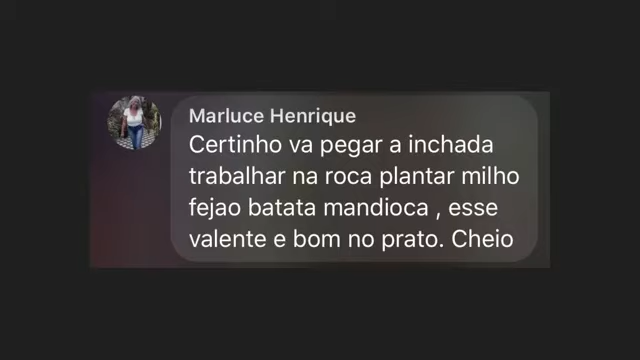 Marluce Henrique
Certinho va pegar a inchada
trabalhar na roca plantar milho
fejao batata mandioca , esse
valente e bom no prato. Cheio